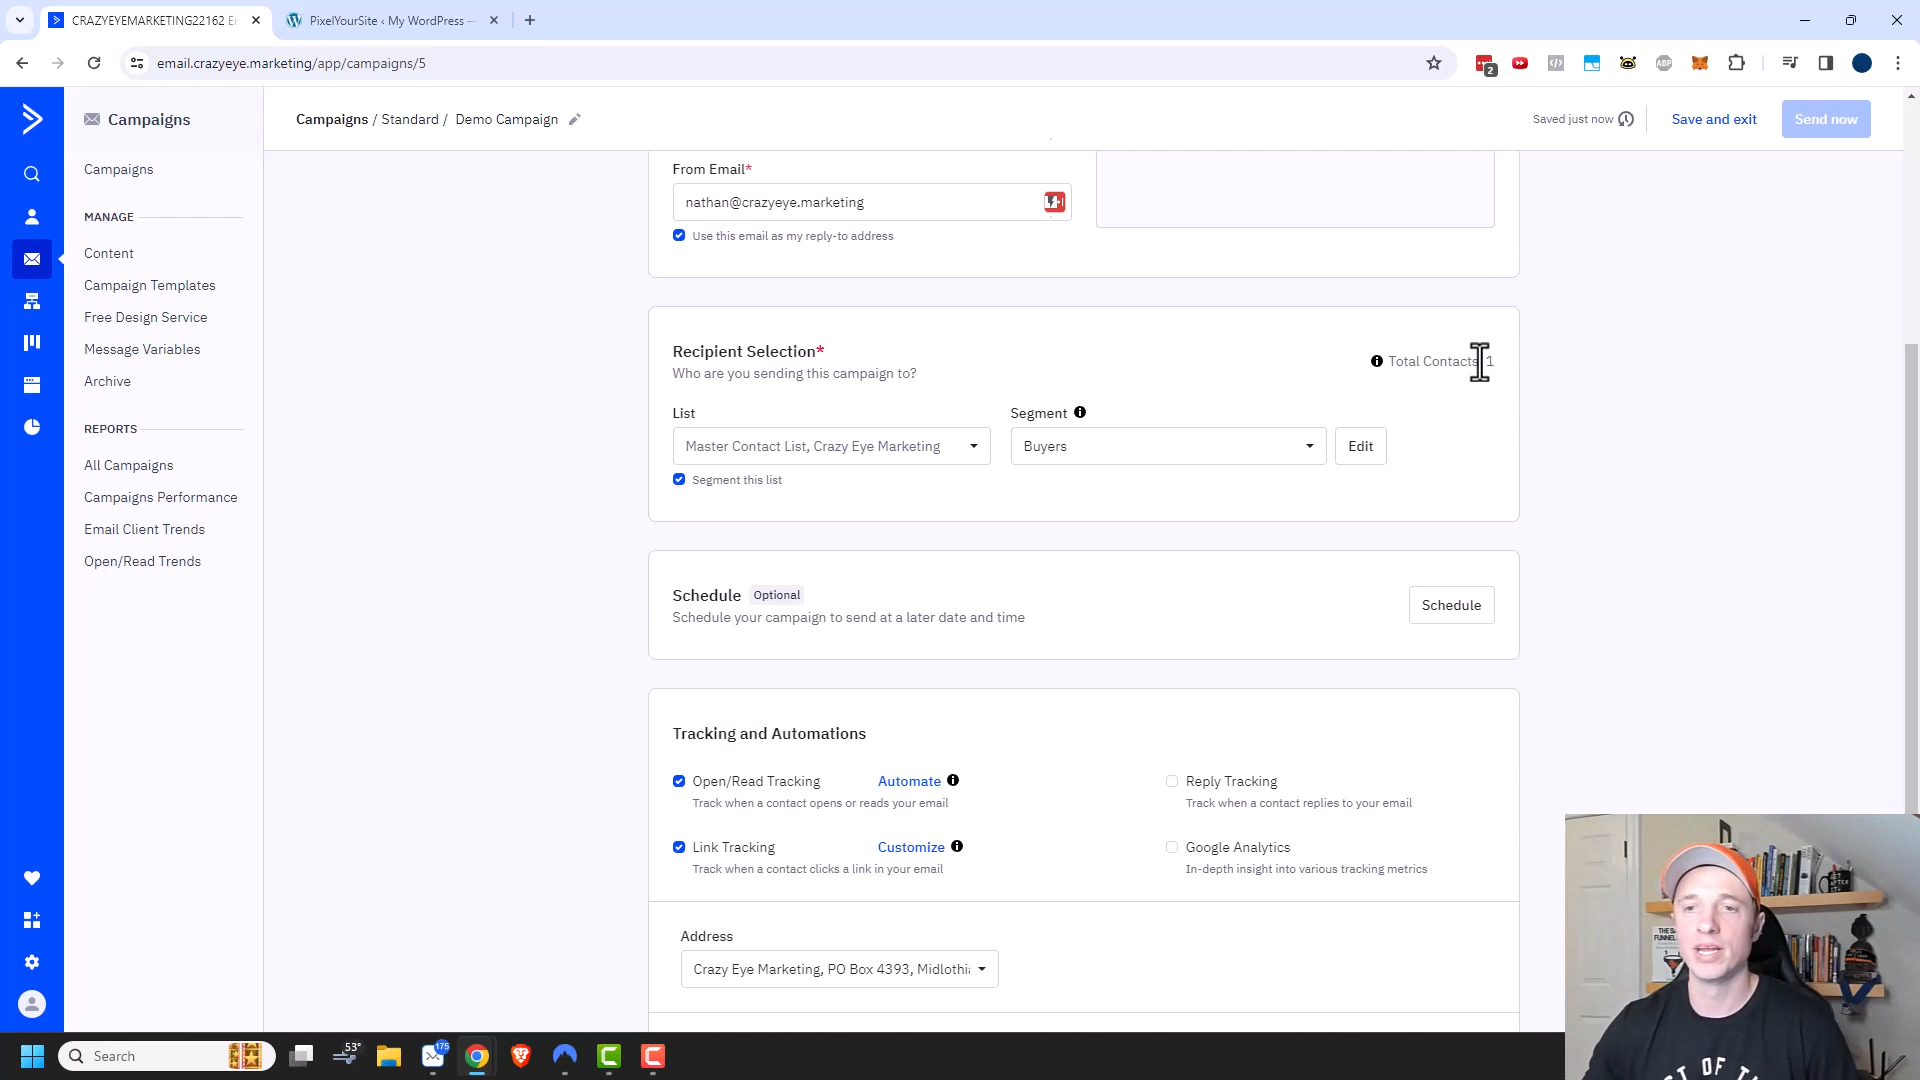 CRAZYEYEMARKETING22162 E
PixelYourSite ‹ My WordPress —
email.crazyeye.marketing/app/campaigns/5
2
ABP
Campaigns
Campaigns / Standard / Demo Campaign
Saved just now
Save and exit
Send now
Campaigns
MANAGE
Content
Campaign Templates
Free Design Service
Message Variables
Archive
REPORTS
All Campaigns
Campaigns Performance
Email Client Trends
Open/Read Trends
From Email*
nathan@crazyeye.marketing
Use this email as my reply-to address
Recipient Selection*
Who are you sending this campaign to?
Total Contacts 1
List
Segment
Master Contact List, Crazy Eye Marketing
Buyers
Edit
Segment this list
Schedule Optional
Schedule your campaign to send at a later date and time
Schedule
Tracking and Automations
Open/Read Tracking
Automate
Track when a contact opens or reads your email
Reply Tracking
Track when a contact replies to your email
Link Tracking
Customize
Track when a contact clicks a link in your email
Google Analytics
In-depth insight into various tracking metrics
Address
Crazy Eye Marketing, PO Box 4393, Midlothi
Search
53°
175